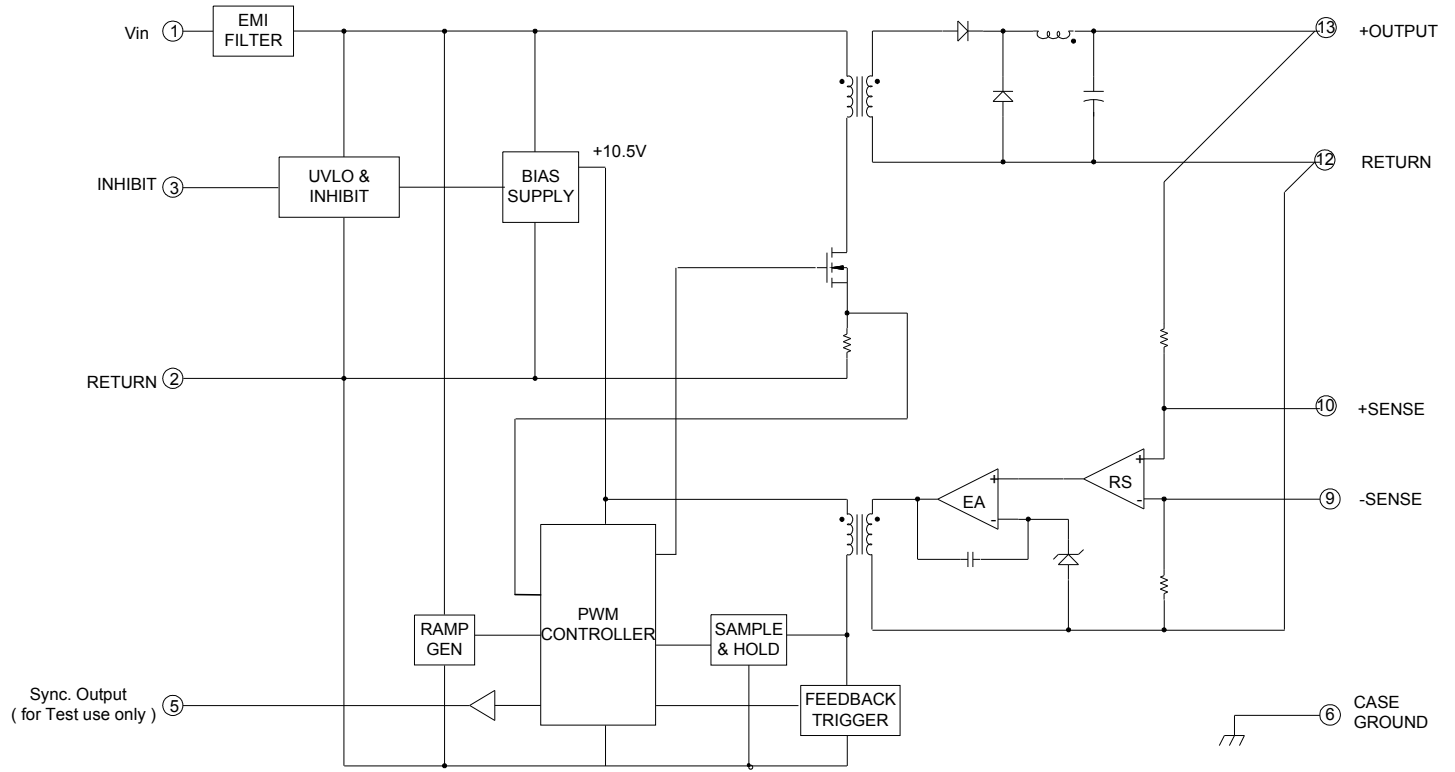 Vin
1
EMI
FILTER
13
+OUTPUT
+10.5V
INHIBIT
3
UVLO &
INHIBIT
BIAS
SUPPLY
12
RETURN
RETURN
2
10
+SENSE
+
RS
-
+
EA
-
9
-SENSE
PWM
CONTROLLER
RAMP
GEN
SAMPLE
& HOLD
Sync. Output
( for Test use only )
5
FEEDBACK
TRIGGER
6
CASE
GROUND